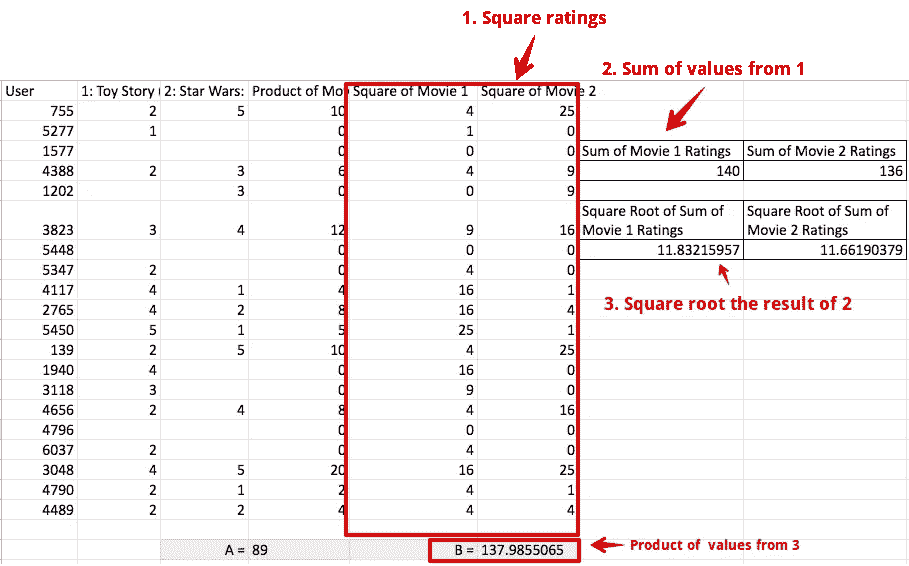 1. Square ratings
2. Sum of values from 1
User 1: Toy Story ( 2: Star Wars: Product of Mo Square of Movie 1 Square of Movie 2
755 2 5 10 4 25
5277 1 0 1 0
1577 0 0 0 Sum of Movie 1 Ratings Sum of Movie 2 Ratings
4388 2 3 6 4 9 140 136
1202 3 0 0 9
Square Root of Sum of Square Root of Sum of
3823 3 4 12 9 16 Movie 1 Ratings Movie 2 Ratings
5448 0 0 0 11.83215957 11.66190379
5347 2 0 4 0
4117 4 1 4 16 1
3. Square root the result of 2
2765 4 2 8 16 4
5450 5 1 5 25 1
139 2 5 10 4 25
1940 4 0 16 0
3118 3 0 9 0
4656 2 4 8 4 16
4796 0 0 0
6037 2 0 4 0
3048 4 5 20 16 25
4790 2 1 2 4 1
4489 2 2 4 4 4
A = 89 B = 137.9855065 Product of values from 3